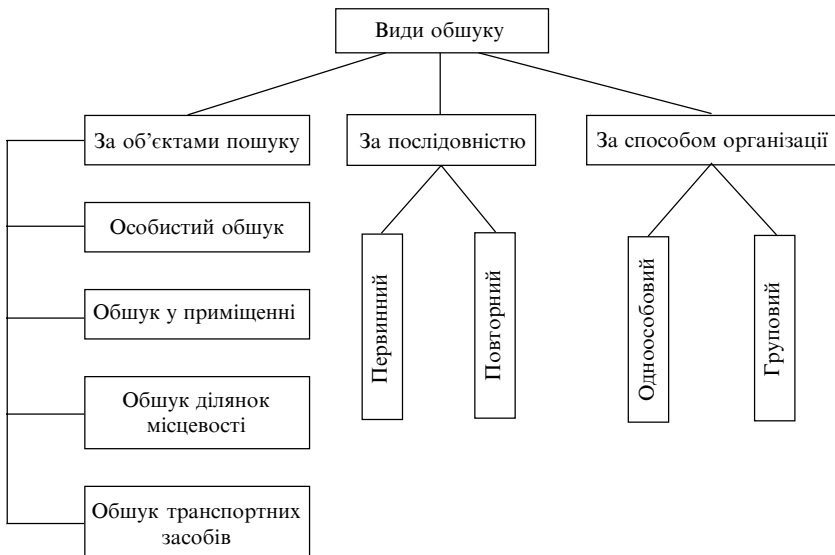 Види обшуку
За об’єктами пошуку
За послідовністю
За способом організації
Особистий обшук
Обшук у приміщенні
Обшук ділянок
місцевості
Обшук транспортних
засобів
Первинний
Повторний
Одноособовий
Груповий